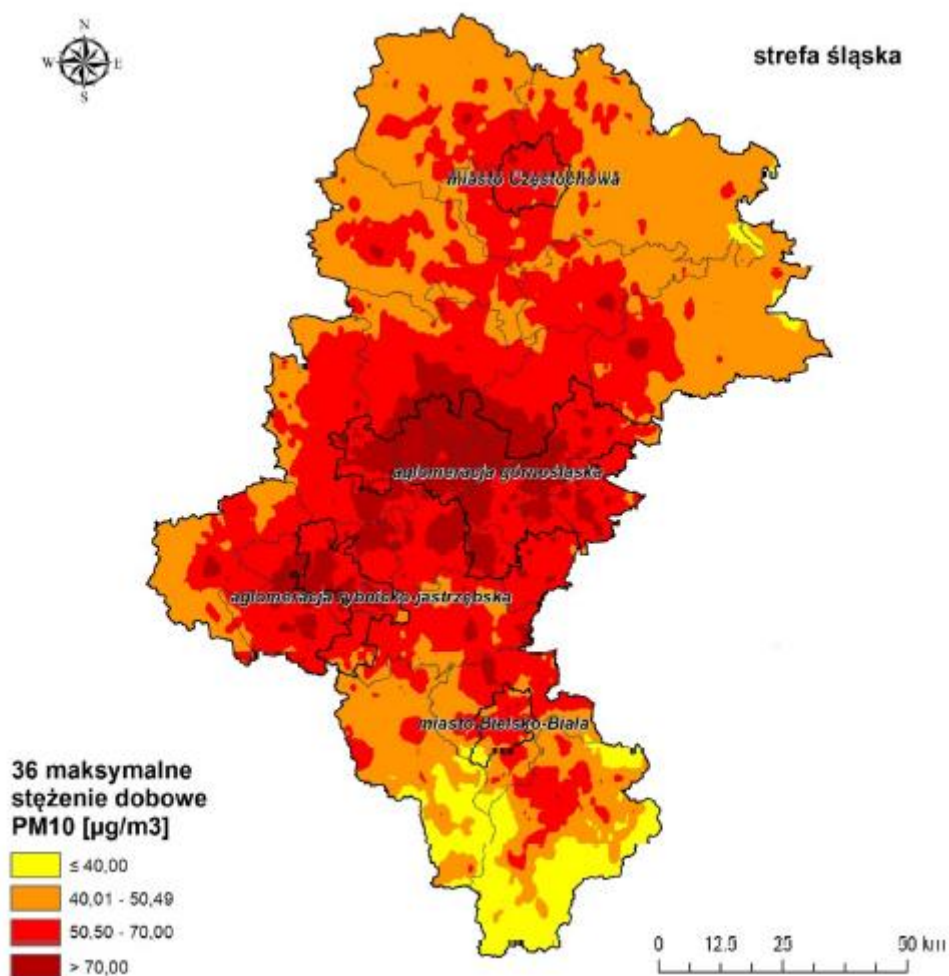 N
W E
S
strefa śląska
miasto Częstochowa
aglomeracja górnośląska
aglomeracja rybnicko-jastrzębska
miasto Bielsko-Biała
36 maksymalne
stężenie dobowe
PM10 [µg/m3]
≤ 40,00
40,01 - 50,49
50,50 - 70,00
> 70,00
0 12.5 25 50 km